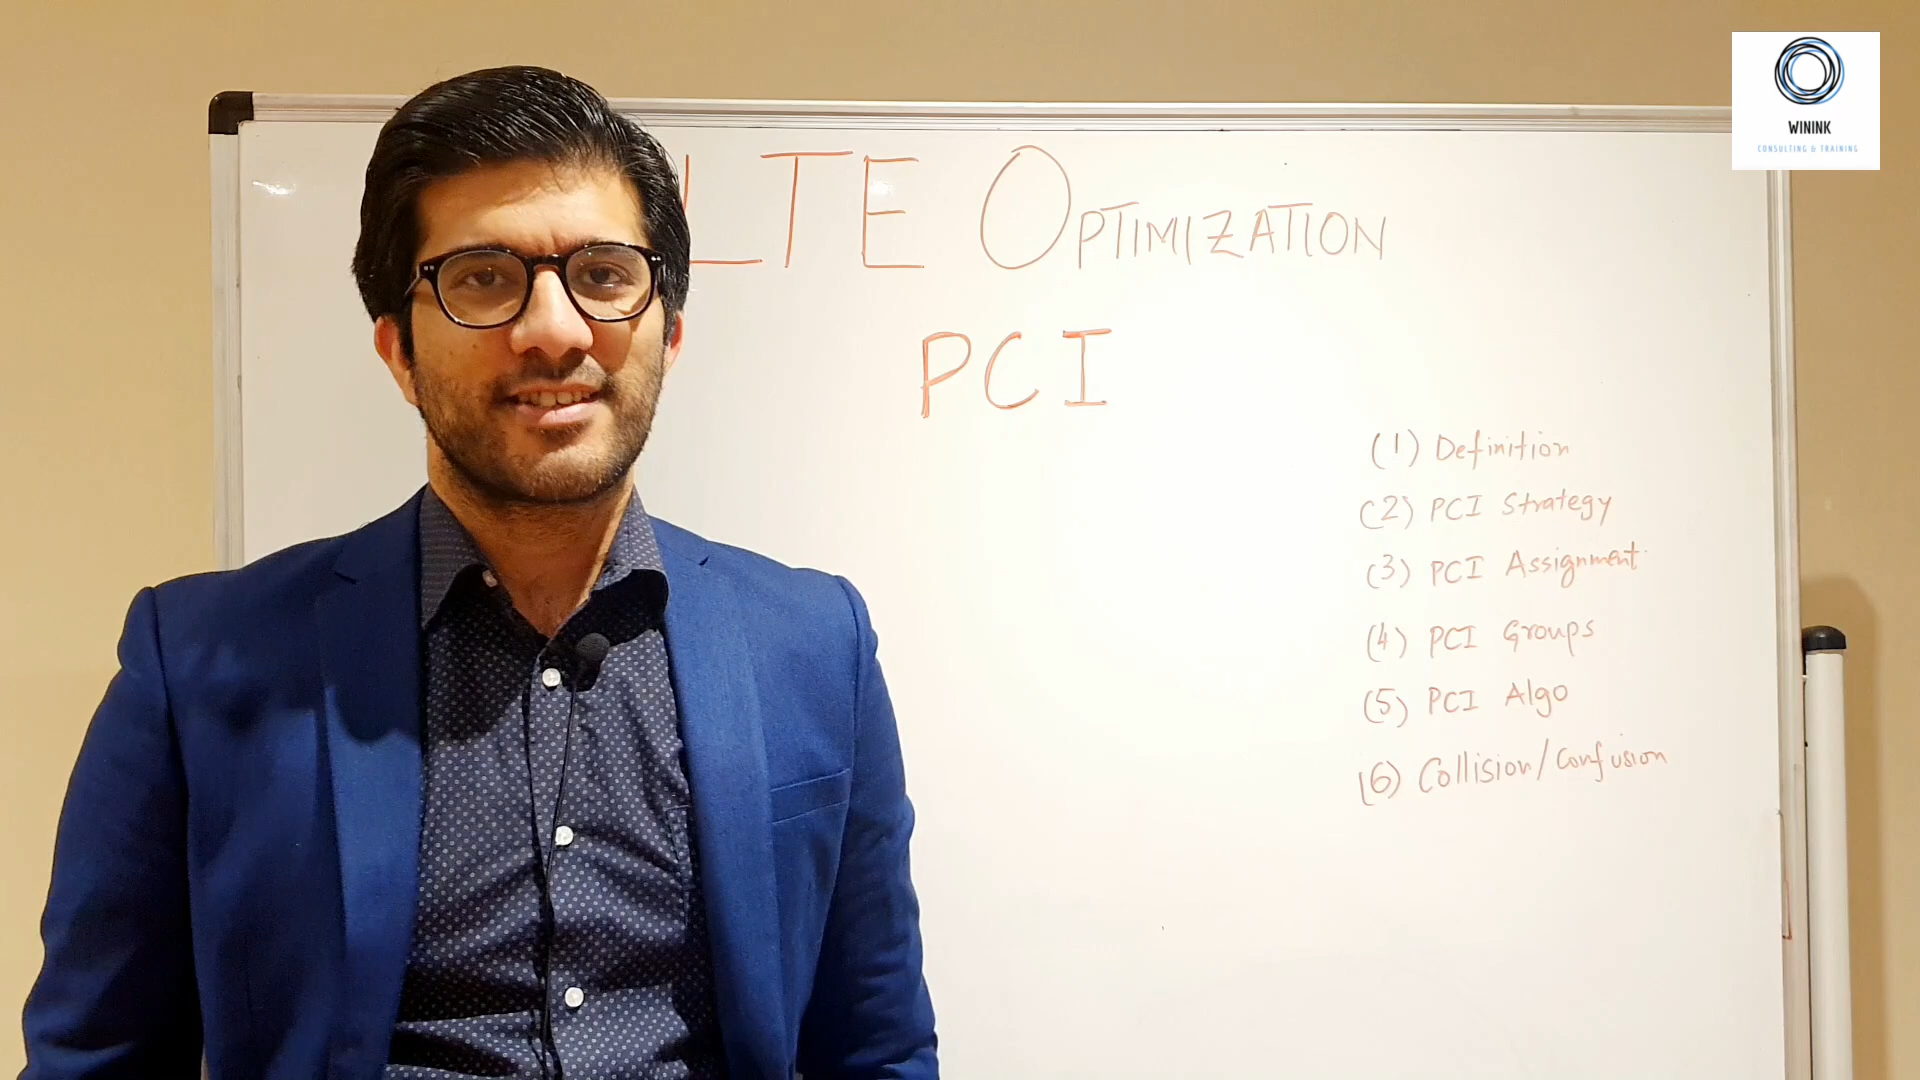 WININK
CONSULTING & TRAINING
LTE OPTIMIZATION
PCI
(1) Definition
(2) PCI Strategy
(3) PCI Assignment
(4) PCI Groups
(5) PCI Algo
(6) Collision/Confusion